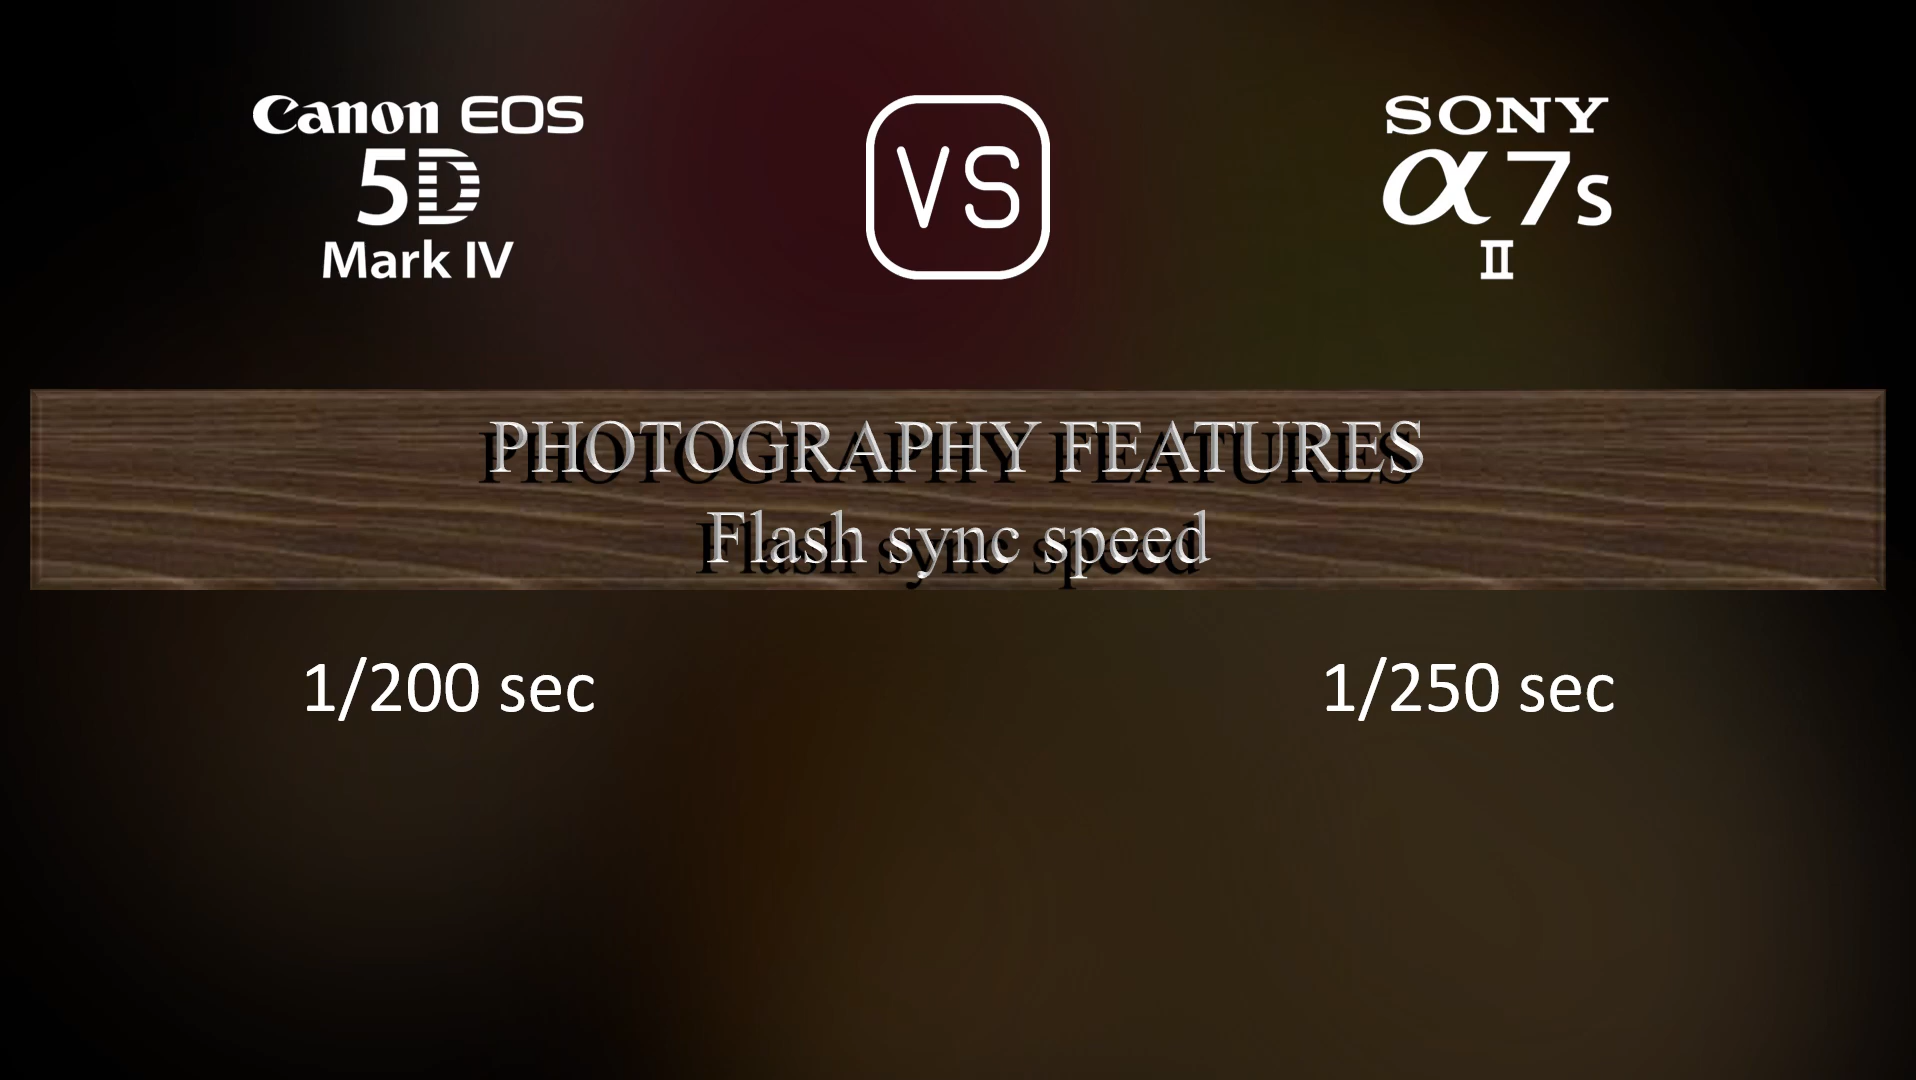 Canon EOS
5D
Mark IV
VS
SONY
α7s
II
PHOTOGRAPHY FEATURES
Flash sync speed
1/200 sec
1/250 sec